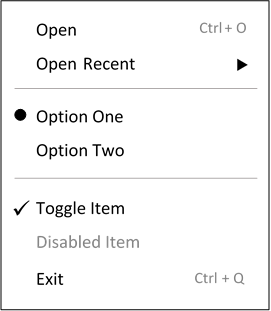 Open Ctrl + O
Open Recent
Option One
Option Two
Toggle Item
Disabled Item
Exit Ctrl + Q